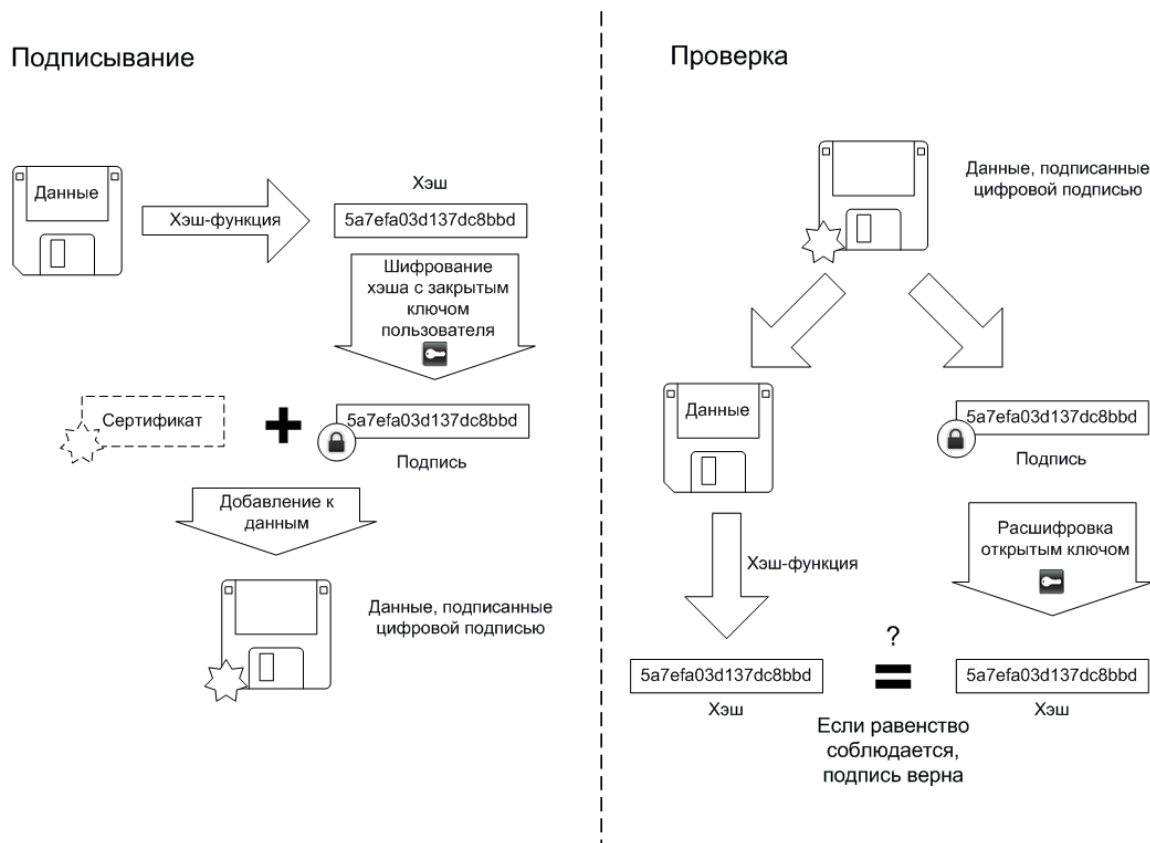 Подписывание
Данные
Хэш-функция
Хэш
5a7efa03d137dc8bbd
Шифрование
хэша с закрытым
ключом
пользователя
Сертификат
+
5a7efa03d137dc8bbd
Подпись
Добавление к
данным
Данные, подписанные
цифровой подписью
Проверка
Данные, подписанные
цифровой подписью
Данные
5a7efa03d137dc8bbd
Подпись
Хэш-функция
Расшифровка
открытым ключом
5a7efa03d137dc8bbd
Хэш
?
=
5a7efa03d137dc8bbd
Хэш
Если равенство
соблюдается,
подпись верна